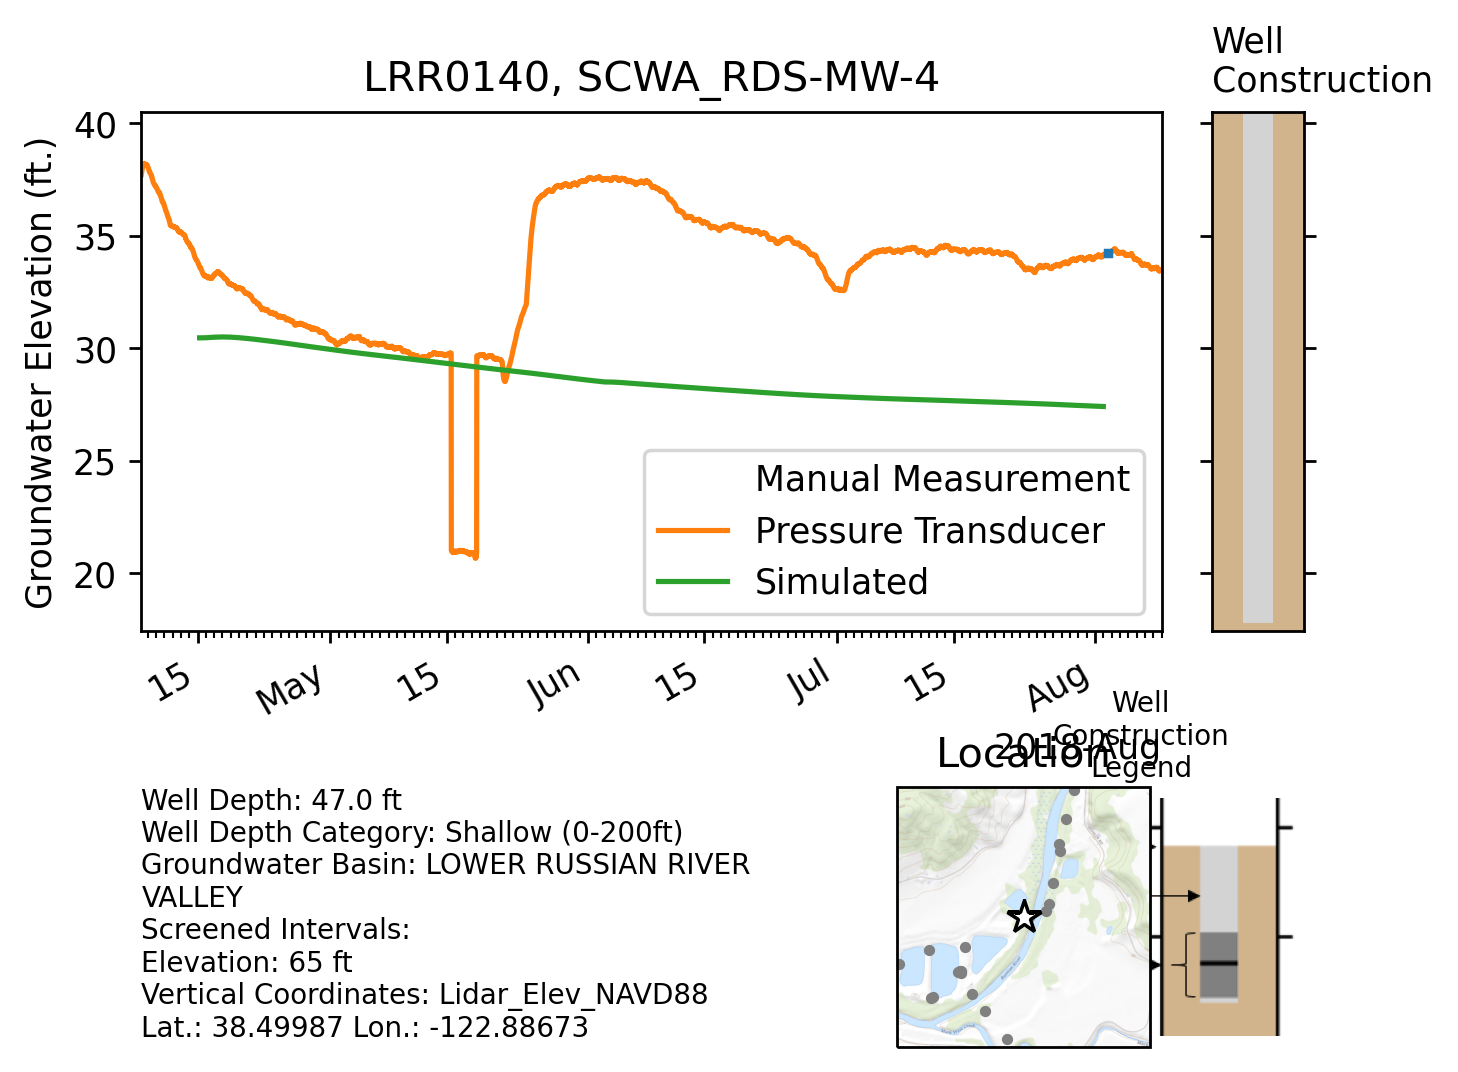 Well
Construction
LRR0140, SCWA_RDS-MW-4
Groundwater Elevation (ft.)
40
35
30
25
20
Manual Measurement
Pressure Transducer
Simulated
15
May
15
Jun
15
Jul
15
Aug
2018-Aug
Location
Well
Construction
Legend
Well Depth: 47.0 ft
Well Depth Category: Shallow (0-200ft)
Groundwater Basin: LOWER RUSSIAN RIVER
VALLEY
Screened Intervals:
Elevation: 65 ft
Vertical Coordinates: Lidar_Elev_NAVD88
Lat.: 38.49987 Lon.: -122.88673